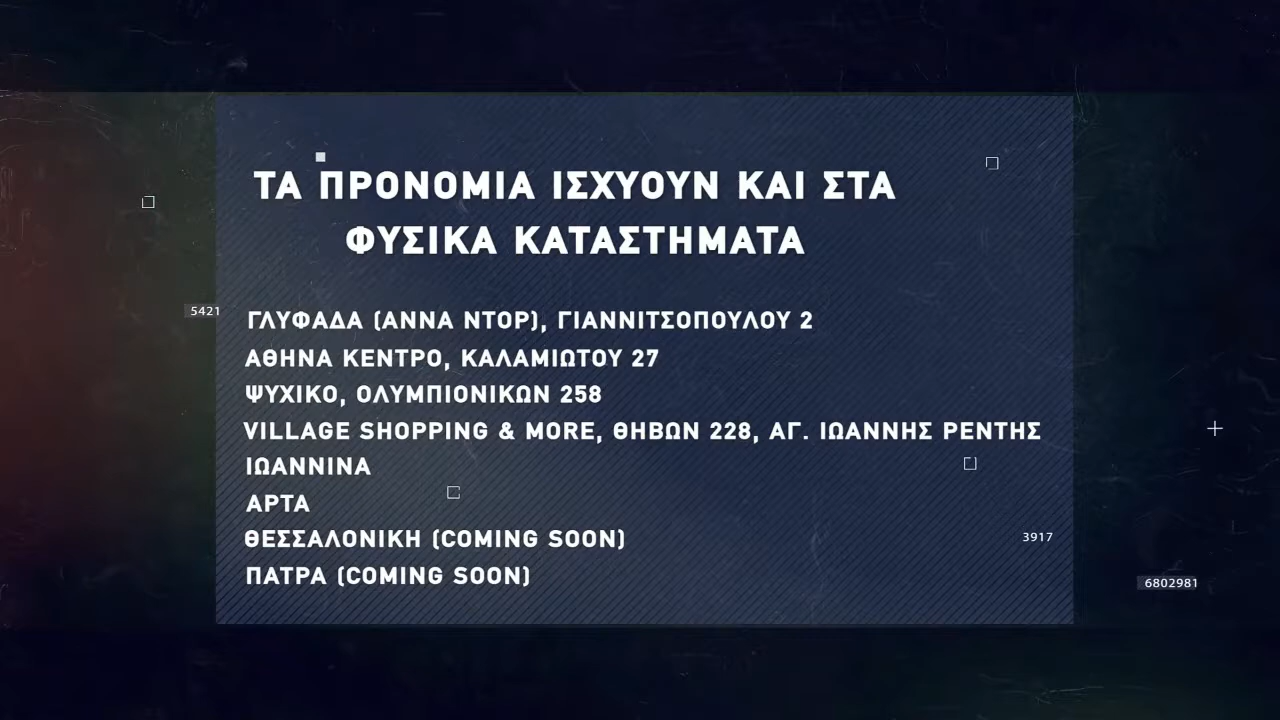 ΤΑ ΠΡΟΝΟΜΙΑ ΙΣΧΥΟΥΝ ΚΑΙ ΣΤΑ
ΦΥΣΙΚΑ ΚΑΤΑΣΤΗΜΑΤΑ
5421
ΓΛΥΦΑΔΑ (ΑΝΝΑ ΝΤΟΡ), ΓΙΑΝΝΙΤΣΟΠΟΥΛΟΥ 2
ΑΘΗΝΑ ΚΕΝΤΡΟ, ΚΑΛΑΜΙΩΤΟΥ 27
ΨΥΧΙΚΟ, ΟΛΥΜΠΙΟΝΙΚΩΝ 258
VILLAGE SHOPPING & MORE, ΘΗΒΩΝ 228, ΑΓ. ΙΩΑΝΝΗΣ ΡΕΝΤΗΣ
ΙΩΑΝΝΙΝΑ
ΑΡΤΑ
ΘΕΣΣΑΛΟΝΙΚΗ (COMING SOON)
3917
ΠΑΤΡΑ (COMING SOON)
6802981